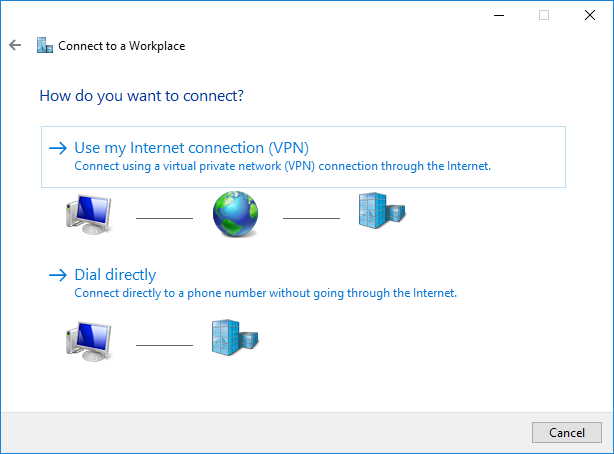 Connect to a Workplace
How do you want to connect?
Use my Internet connection (VPN)
Connect using a virtual private network (VPN) connection through the Internet.
Dial directly
Connect directly to a phone number without going through the Internet.
Cancel